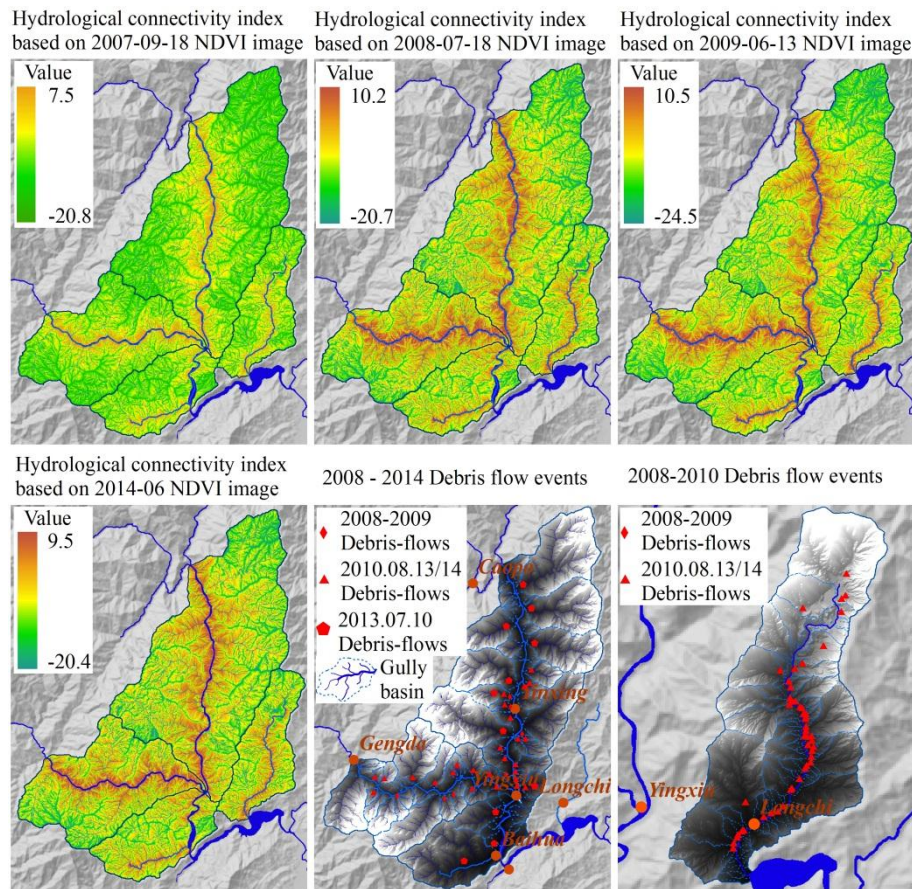 Hydrological connectivity index
based on 2007-09-18 NDVI image
Value
7.5
-20.8
Hydrological connectivity index
based on 2008-07-18 NDVI image
Value
10.2
-20.7
Hydrological connectivity index
based on 2009-06-13 NDVI image
Value
10.5
-24.5
Hydrological connectivity index
based on 2014-06 NDVI image
Value
9.5
-20.4
2008 - 2014 Debris flow events
2008-2009
Debris-flows
2010.08.13/14
Debris-flows
2013.07.10
Debris-flows
Gully
basin
Caopo
Yinxing
Gengda
Yingxiu
Longchi
Baihua
2008-2010 Debris flow events
2008-2009
Debris-flows
2010.08.13/14
Debris-flows
Yingxiu
Longchi